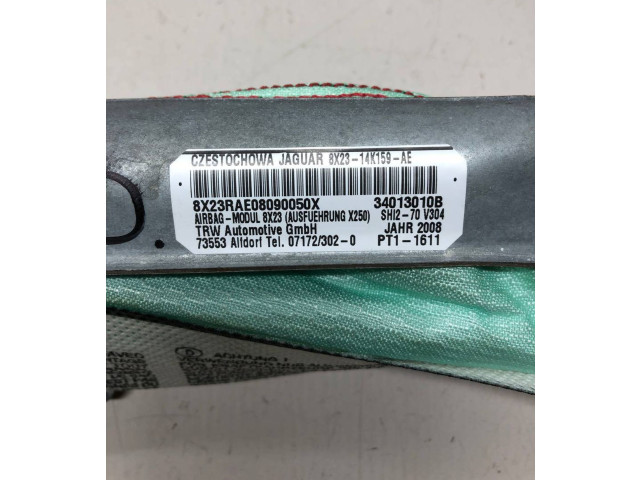 CZESTOCHOWA JAGUAR 8X23-14K159-AE
8X23RAE08090050X 34013010B
AIRBAG-MODUL 8X23 (AUSFUEHRUNG X250) SHI2-70 V304
TRW Automotive GmbH JAHR 2008
73553 Alfdorf Tel. 07172/302-0 PT1-1611
ACHTUNG !